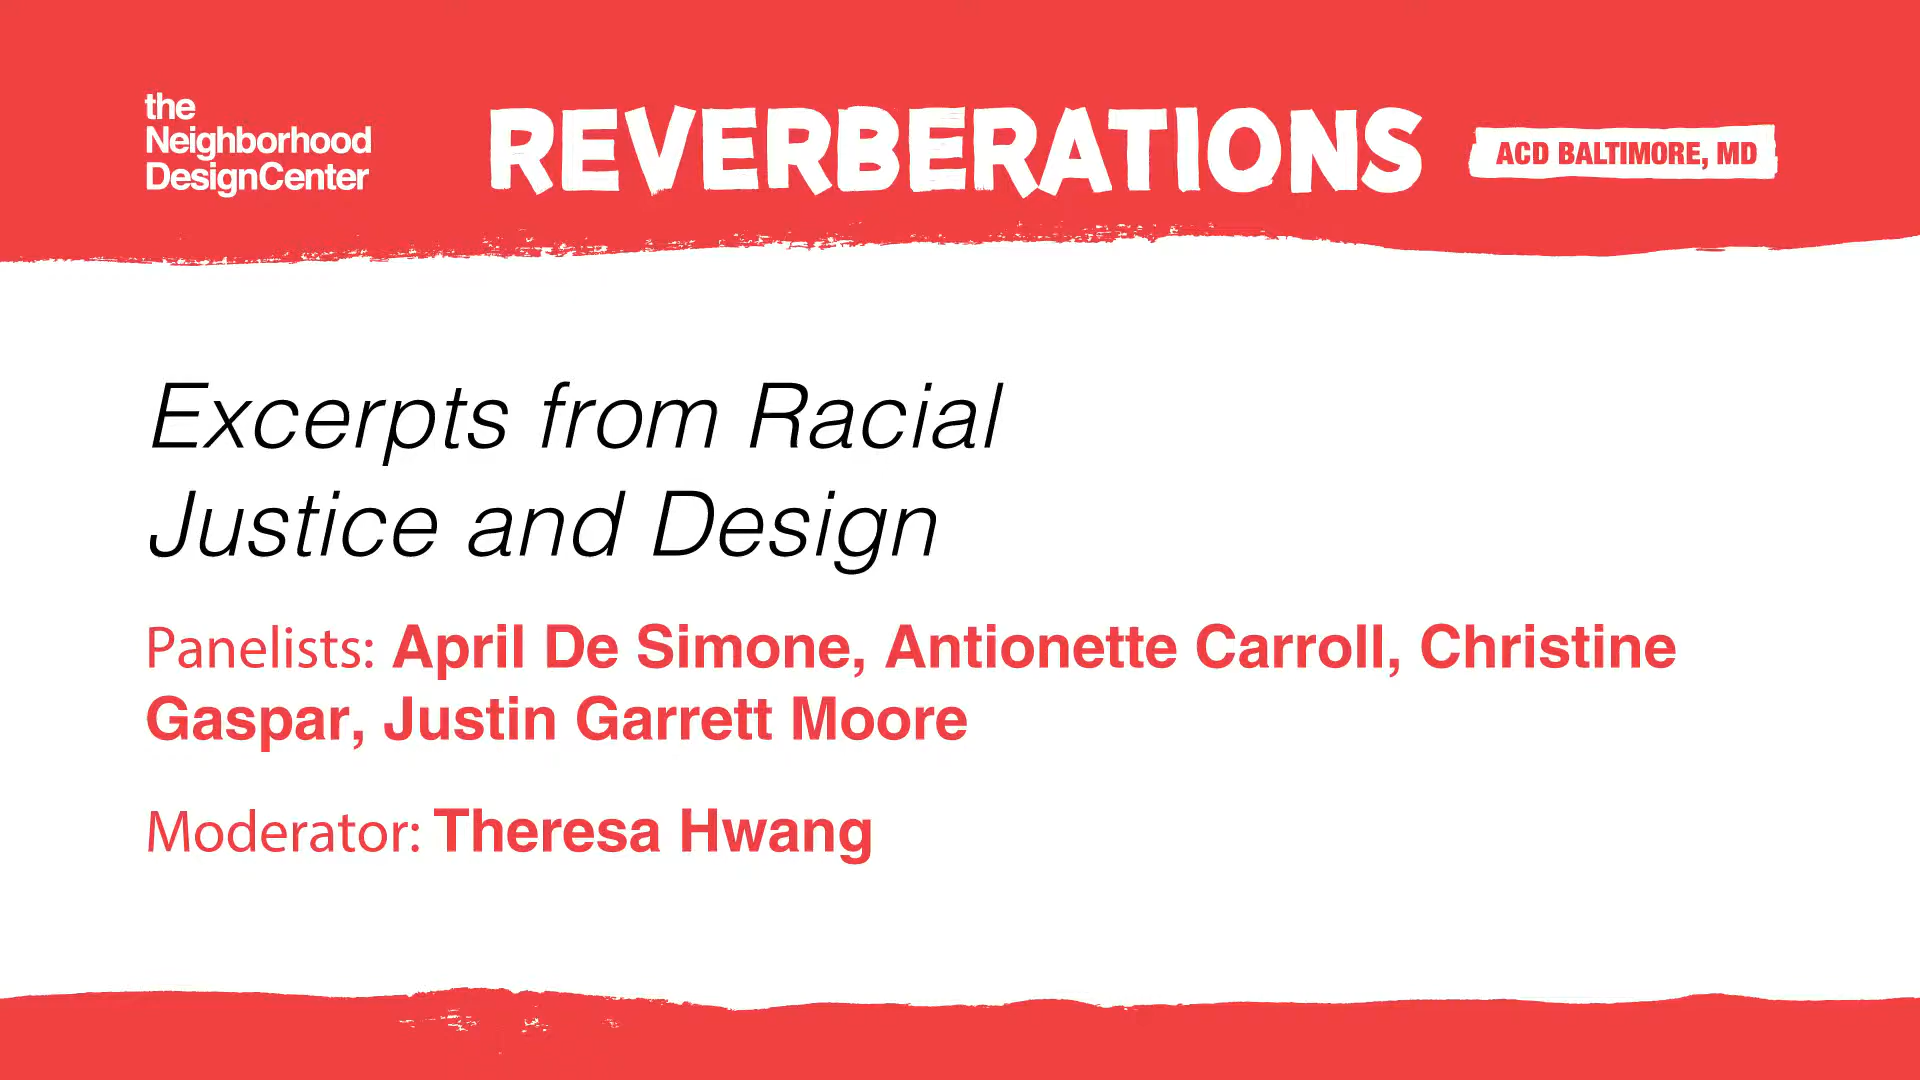 the
Neighborhood
DesignCenter
REVERBERATIONS
ACD BALTIMORE, MD
Excerpts from Racial
Justice and Design
Panelists: April De Simone, Antionette Carroll, Christine
Gaspar, Justin Garrett Moore
Moderator: Theresa Hwang